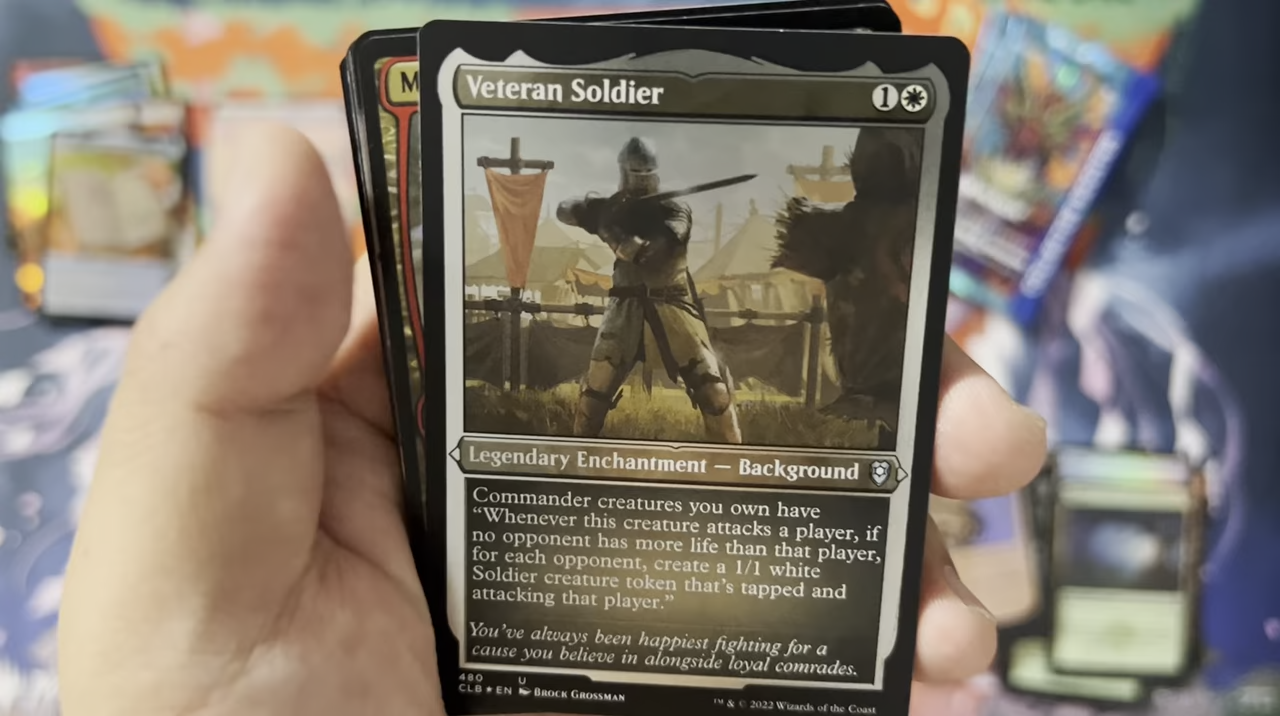 M
Veteran Soldier
1
Legendary Enchantment — Background
Commander creatures you own have
“Whenever this creature attacks a player, if
no opponent has more life than that player,
for each opponent, create a 1/1 white
Soldier creature token that's tapped and
attacking that player.”
You've always been happiest fighting for a
cause you believe in alongside loyal comrades.
480 U
CLB ★ EN Brock Grossman
™ & © 2022 Wizards of the Coast